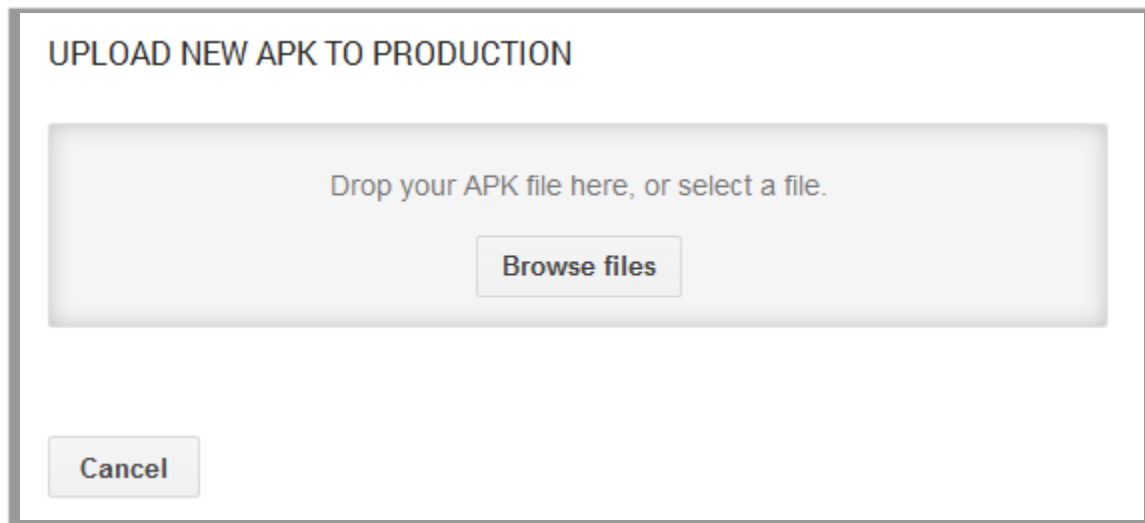 UPLOAD NEW APK TO PRODUCTION
Drop your APK file here, or select a file.
Browse files
Cancel